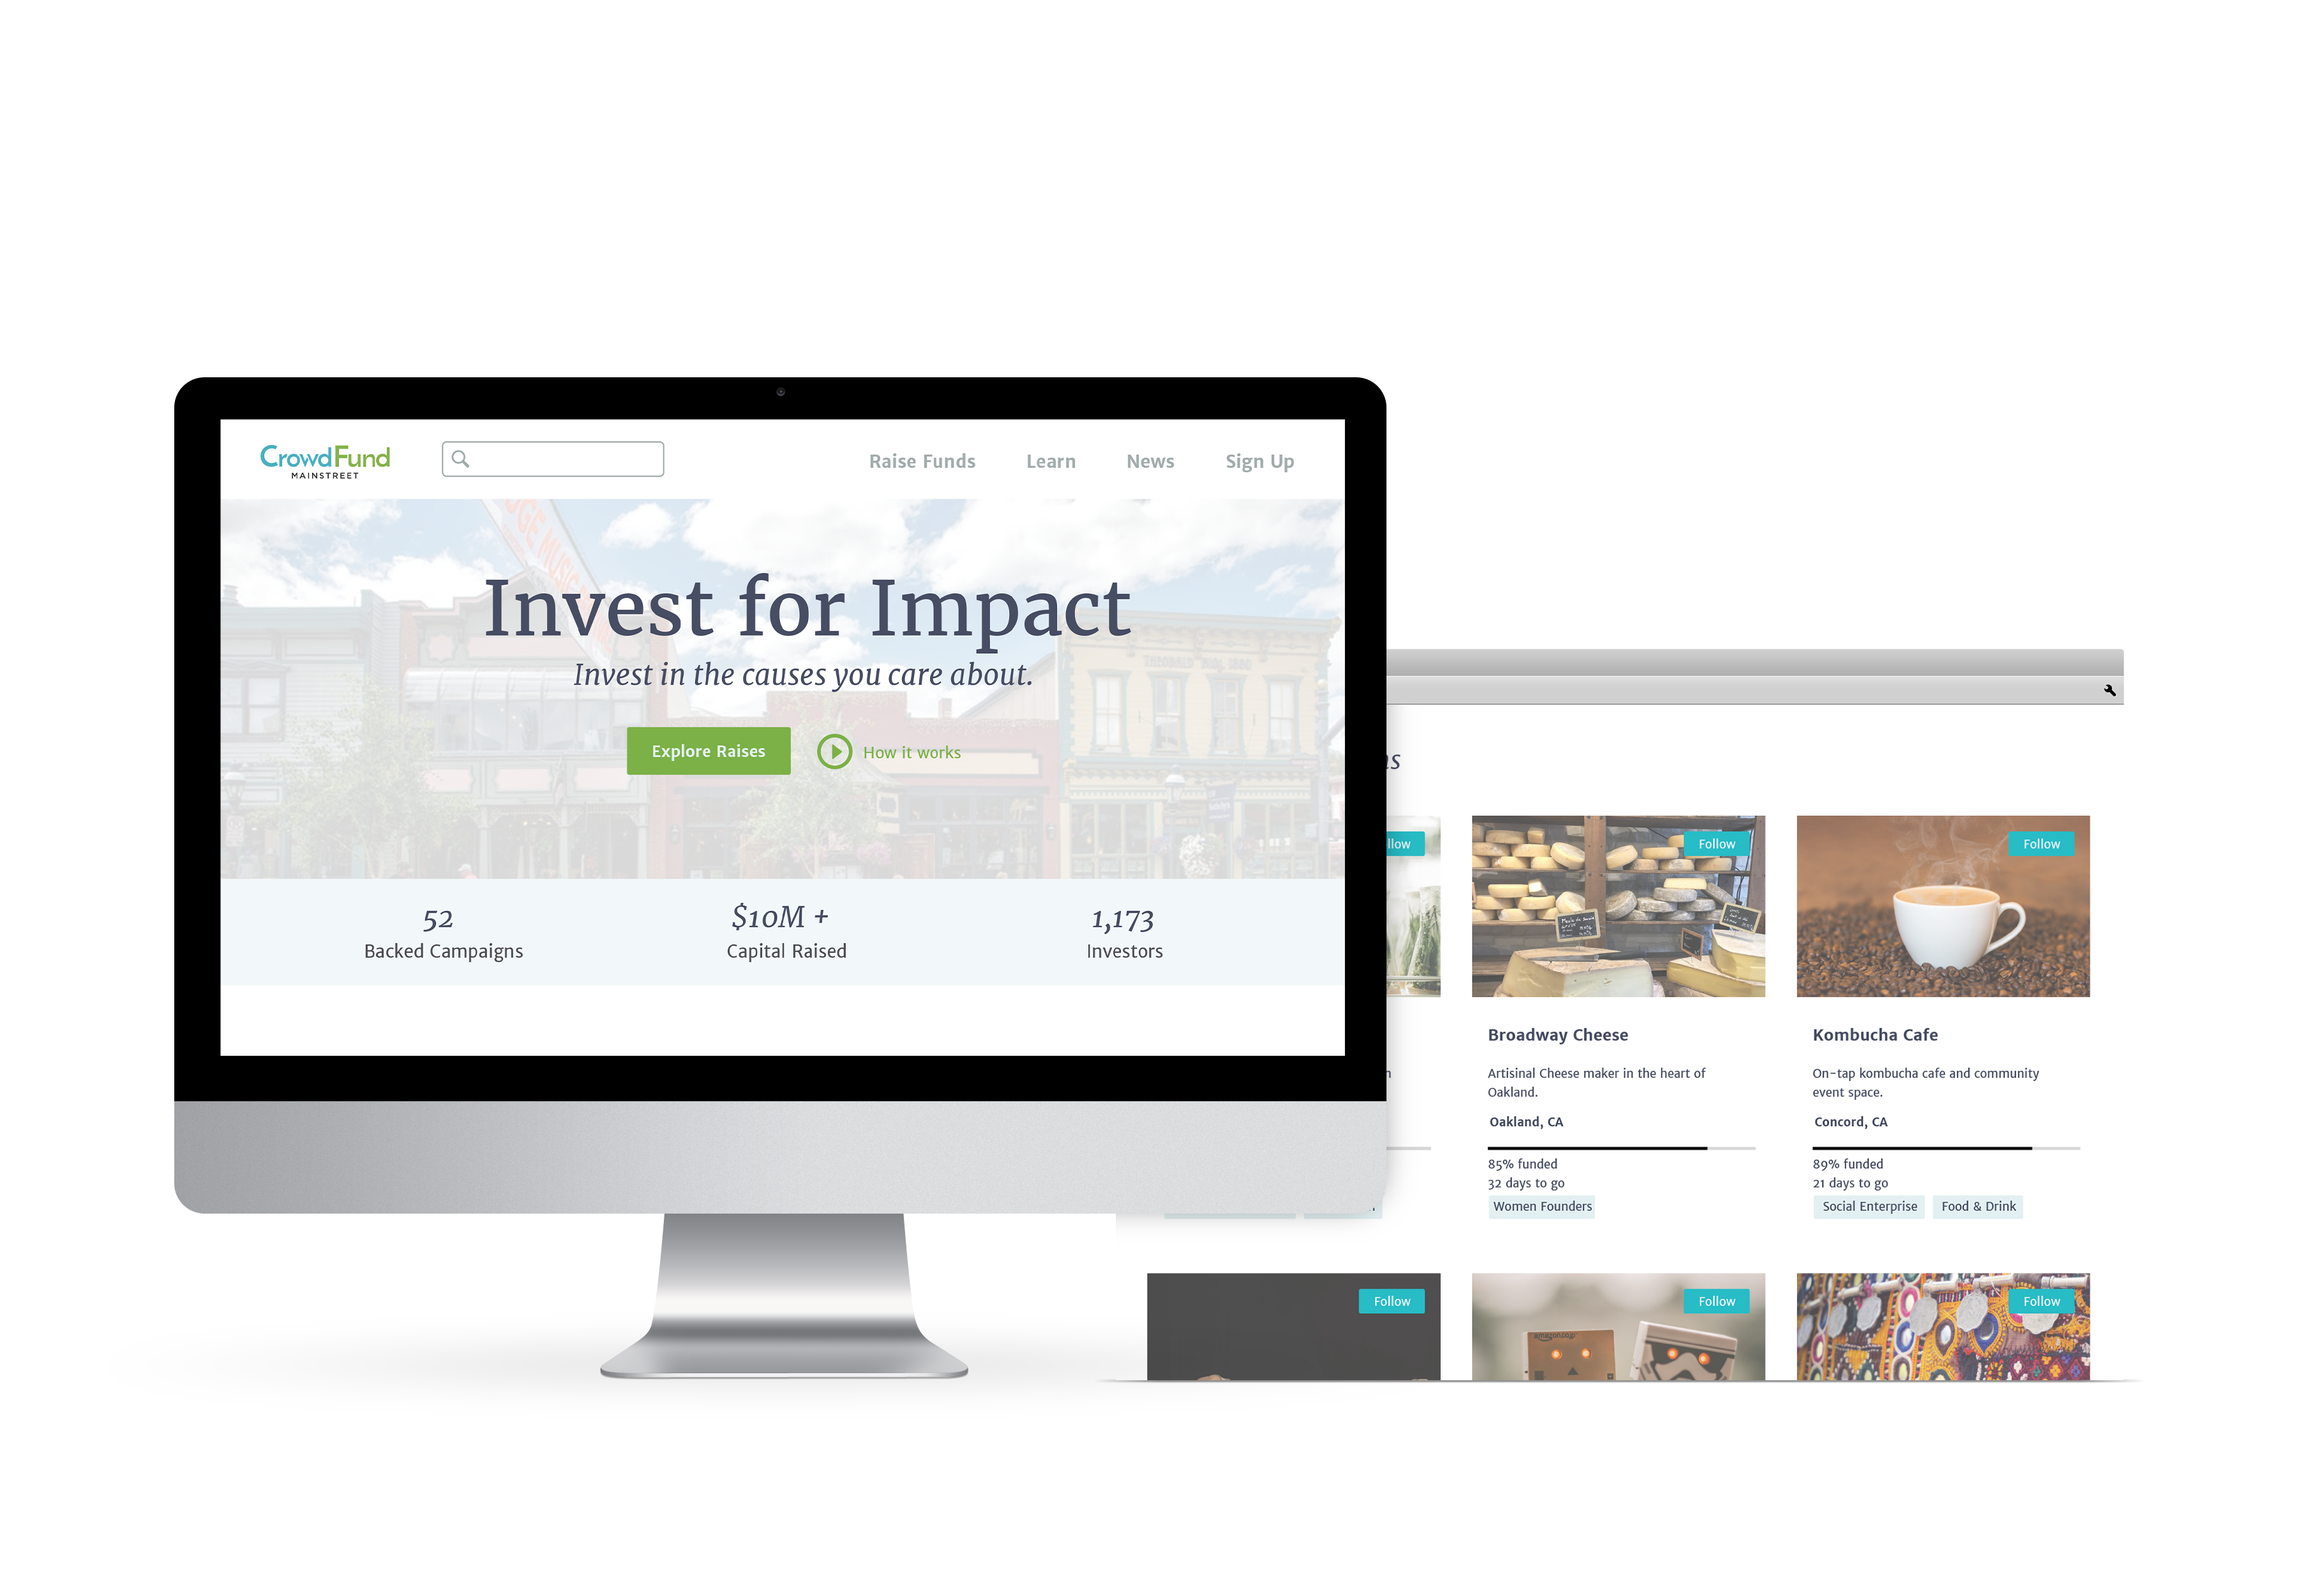 CrowdFund
MAINSTREET
Raise Funds
Learn
News
Sign Up
Invest for Impact
Invest in the causes you care about.
Explore Raises
How it works
52
Backed Campaigns
$10M +
Capital Raised
1,173
Investors
Follow
Follow
Broadway Cheese
Artisinal Cheese maker in the heart of
Oakland.
Oakland, CA
85% funded
32 days to go
Women Founders
Kombucha Cafe
On-tap kombucha cafe and community
event space.
Concord, CA
89% funded
21 days to go
Social Enterprise
Food & Drink
Follow
Follow
Follow